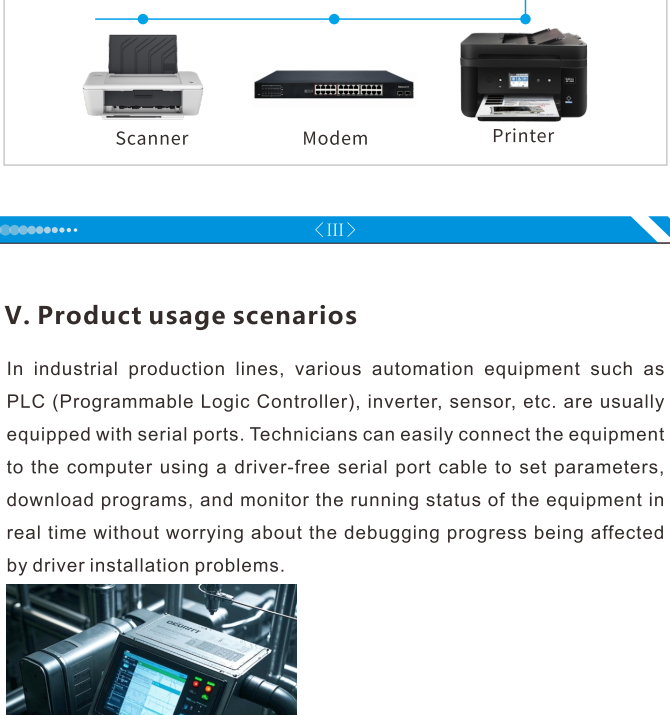 Scanner
Modem
Printer
〈III〉
V. Product usage scenarios
In industrial production lines, various automation equipment such as
PLC (Programmable Logic Controller), inverter, sensor, etc. are usually
equipped with serial ports. Technicians can easily connect the equipment
to the computer using a driver-free serial port cable to set parameters,
download programs, and monitor the running status of the equipment in
real time without worrying about the debugging progress being affected
by driver installation problems.